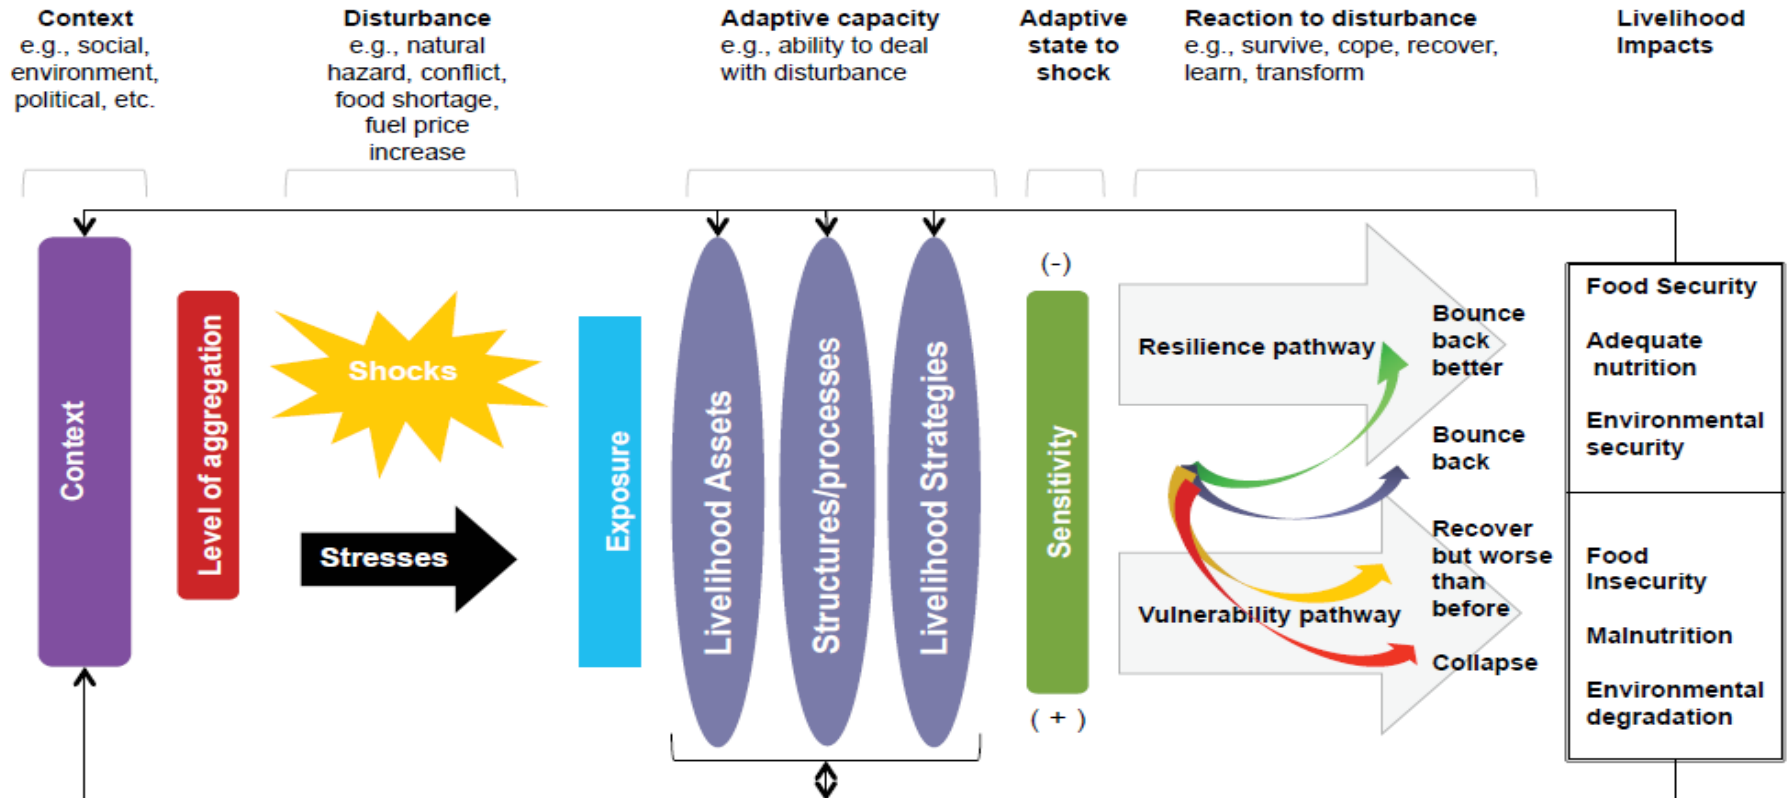 Context
e.g., social,
environment,
political, etc.
Disturbance
e.g., natural
hazard, conflict,
food shortage,
fuel price
increase
Adaptive capacity
e.g., ability to deal
with disturbance
Adaptive
state to
shock
Reaction to disturbance
e.g., survive, cope, recover,
learn, transform
Livelihood
Impacts
Context
Level of aggregation
Shocks
Stresses
Exposure
Livelihood Assets
Structures/processes
Livelihood Strategies
(-)
Sensitivity
( + )
Resilience pathway
Bounce
back
better
Bounce
back
Vulnerability pathway
Recover
but worse
than
before
Collapse
Food Security
Adequate
nutrition
Environmental
security
Food
Insecurity
Malnutrition
Environmental
degradation